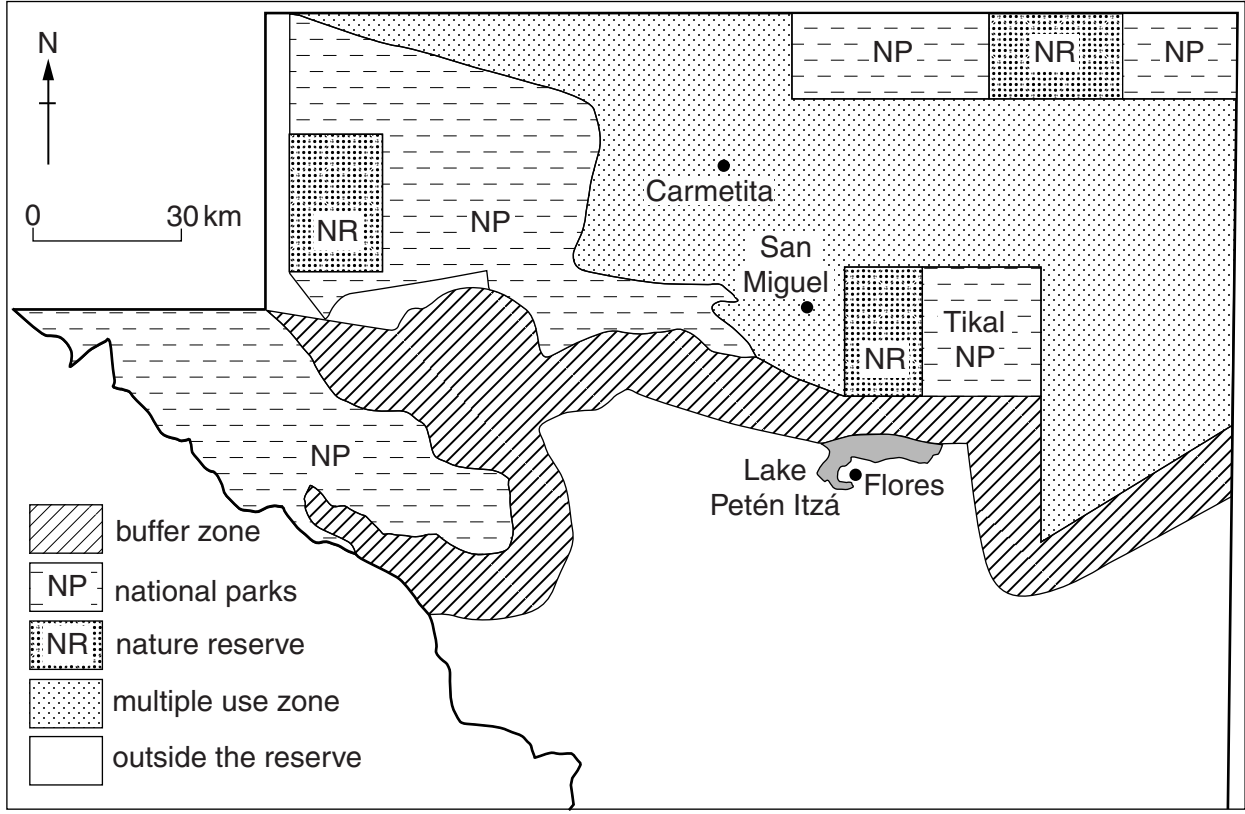 N
0 30 km
NP NR NP
Carmetita
NR NP
San
Miguel
Tikal
NP
NR
NP
Lake
Petén Itzá
Flores
buffer zone
NP national parks
NR nature reserve
multiple use zone
outside the reserve